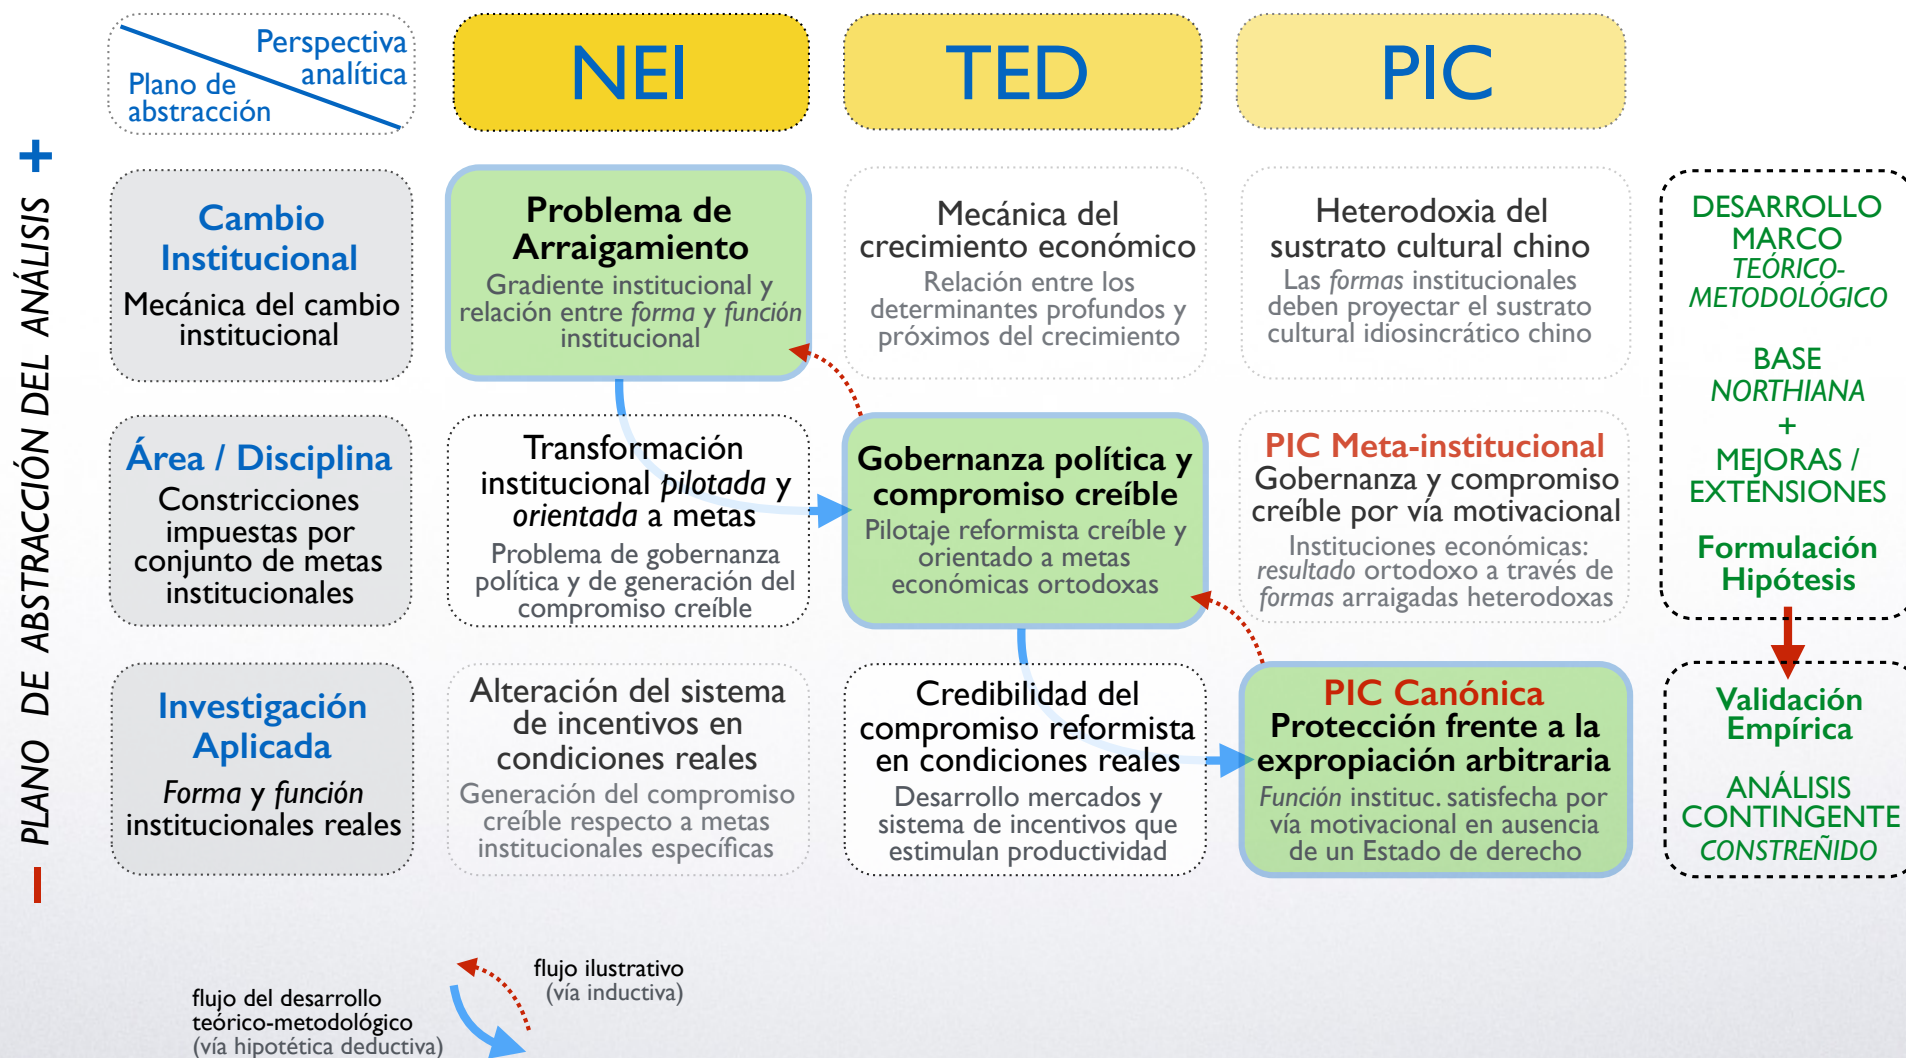 Perspectiva
analítica
Plano de
abstracción
NEI
TED
PIC
— PLANO DE ABSTRACCIÓN DEL ANÁLISIS +
Cambio
Institucional
Mecánica del cambio
institucional
Problema de
Arraigamiento
Gradiente institucional y
relación entre forma y función
institucional
Mecánica del
crecimiento económico
Relación entre los
determinantes profundos y
próximos del crecimiento
Heterodoxia del
sustrato cultural chino
Las formas institucionales
deben proyectar el sustrato
cultural idiosincrático chino
DESARROLLO
MARCO
TEÓRICO-
METODOLÓGICO
BASE
NORTHIANA
+
MEJORAS /
EXTENSIONES
Formulación
Hipótesis
Área / Disciplina
Constricciones
impuestas por
conjunto de metas
institucionales
Transformación
institucional pilotada y
orientada a metas
Problema de gobernanza
política y de generación del
compromiso creíble
Gobernanza política y
compromiso creíble
Pilotaje reformista creíble y
orientado a metas
económicas ortodoxas
PIC Meta-institucional
Gobernanza y compromiso
creíble por vía motivacional
Instituciones económicas:
resultado ortodoxo a través de
formas arraigadas heterodoxas
Investigación
Aplicada
Forma y función
institucionales reales
Alteración del sistema
de incentivos en
condiciones reales
Generación del compromiso
creíble respecto a metas
institucionales específicas
Credibilidad del
compromiso reformista
en condiciones reales
Desarrollo mercados y
sistema de incentivos que
estimulan productividad
PIC Canónica
Protección frente a la
expropiación arbitraria
Función instituc. satisfecha por
vía motivacional en ausencia
de un Estado de derecho
Validación
Empírica
ANÁLISIS
CONTINGENTE
CONSTREÑIDO
flujo ilustrativo
(vía inductiva)
flujo del desarrollo
teórico-metodológico
(vía hipotética deductiva)